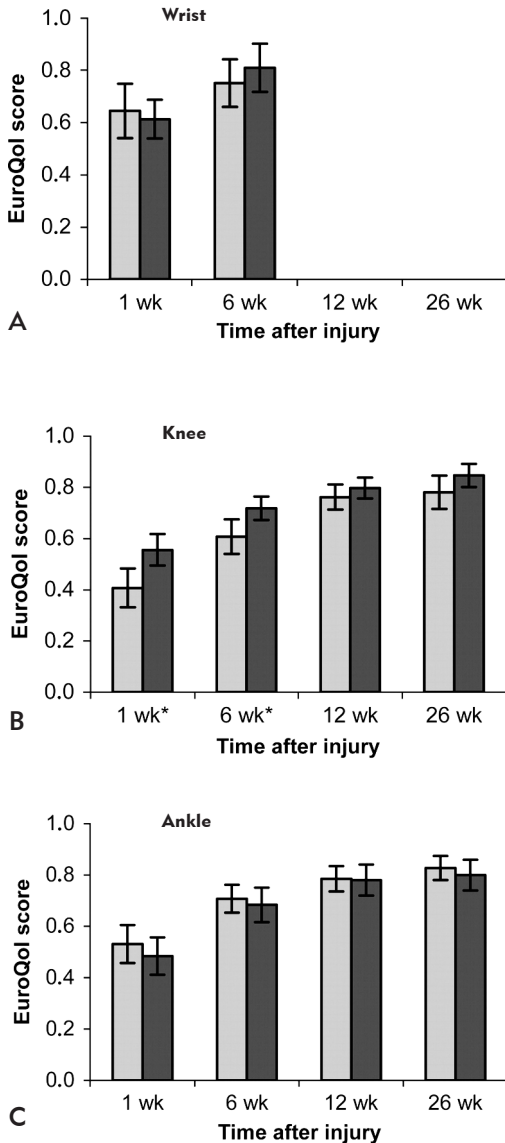 Wrist
1.0
0.8
0.6
0.4
0.2
0.0
EuroQol score
1 wk 6 wk 12 wk 26 wk
Time after injury
A
Knee
1.0
0.8
0.6
0.4
0.2
0.0
EuroQol score
1 wk* 6 wk* 12 wk 26 wk
Time after injury
B
Ankle
1.0
0.8
0.6
0.4
0.2
0.0
EuroQol score
1 wk 6 wk 12 wk 26 wk
Time after injury
C